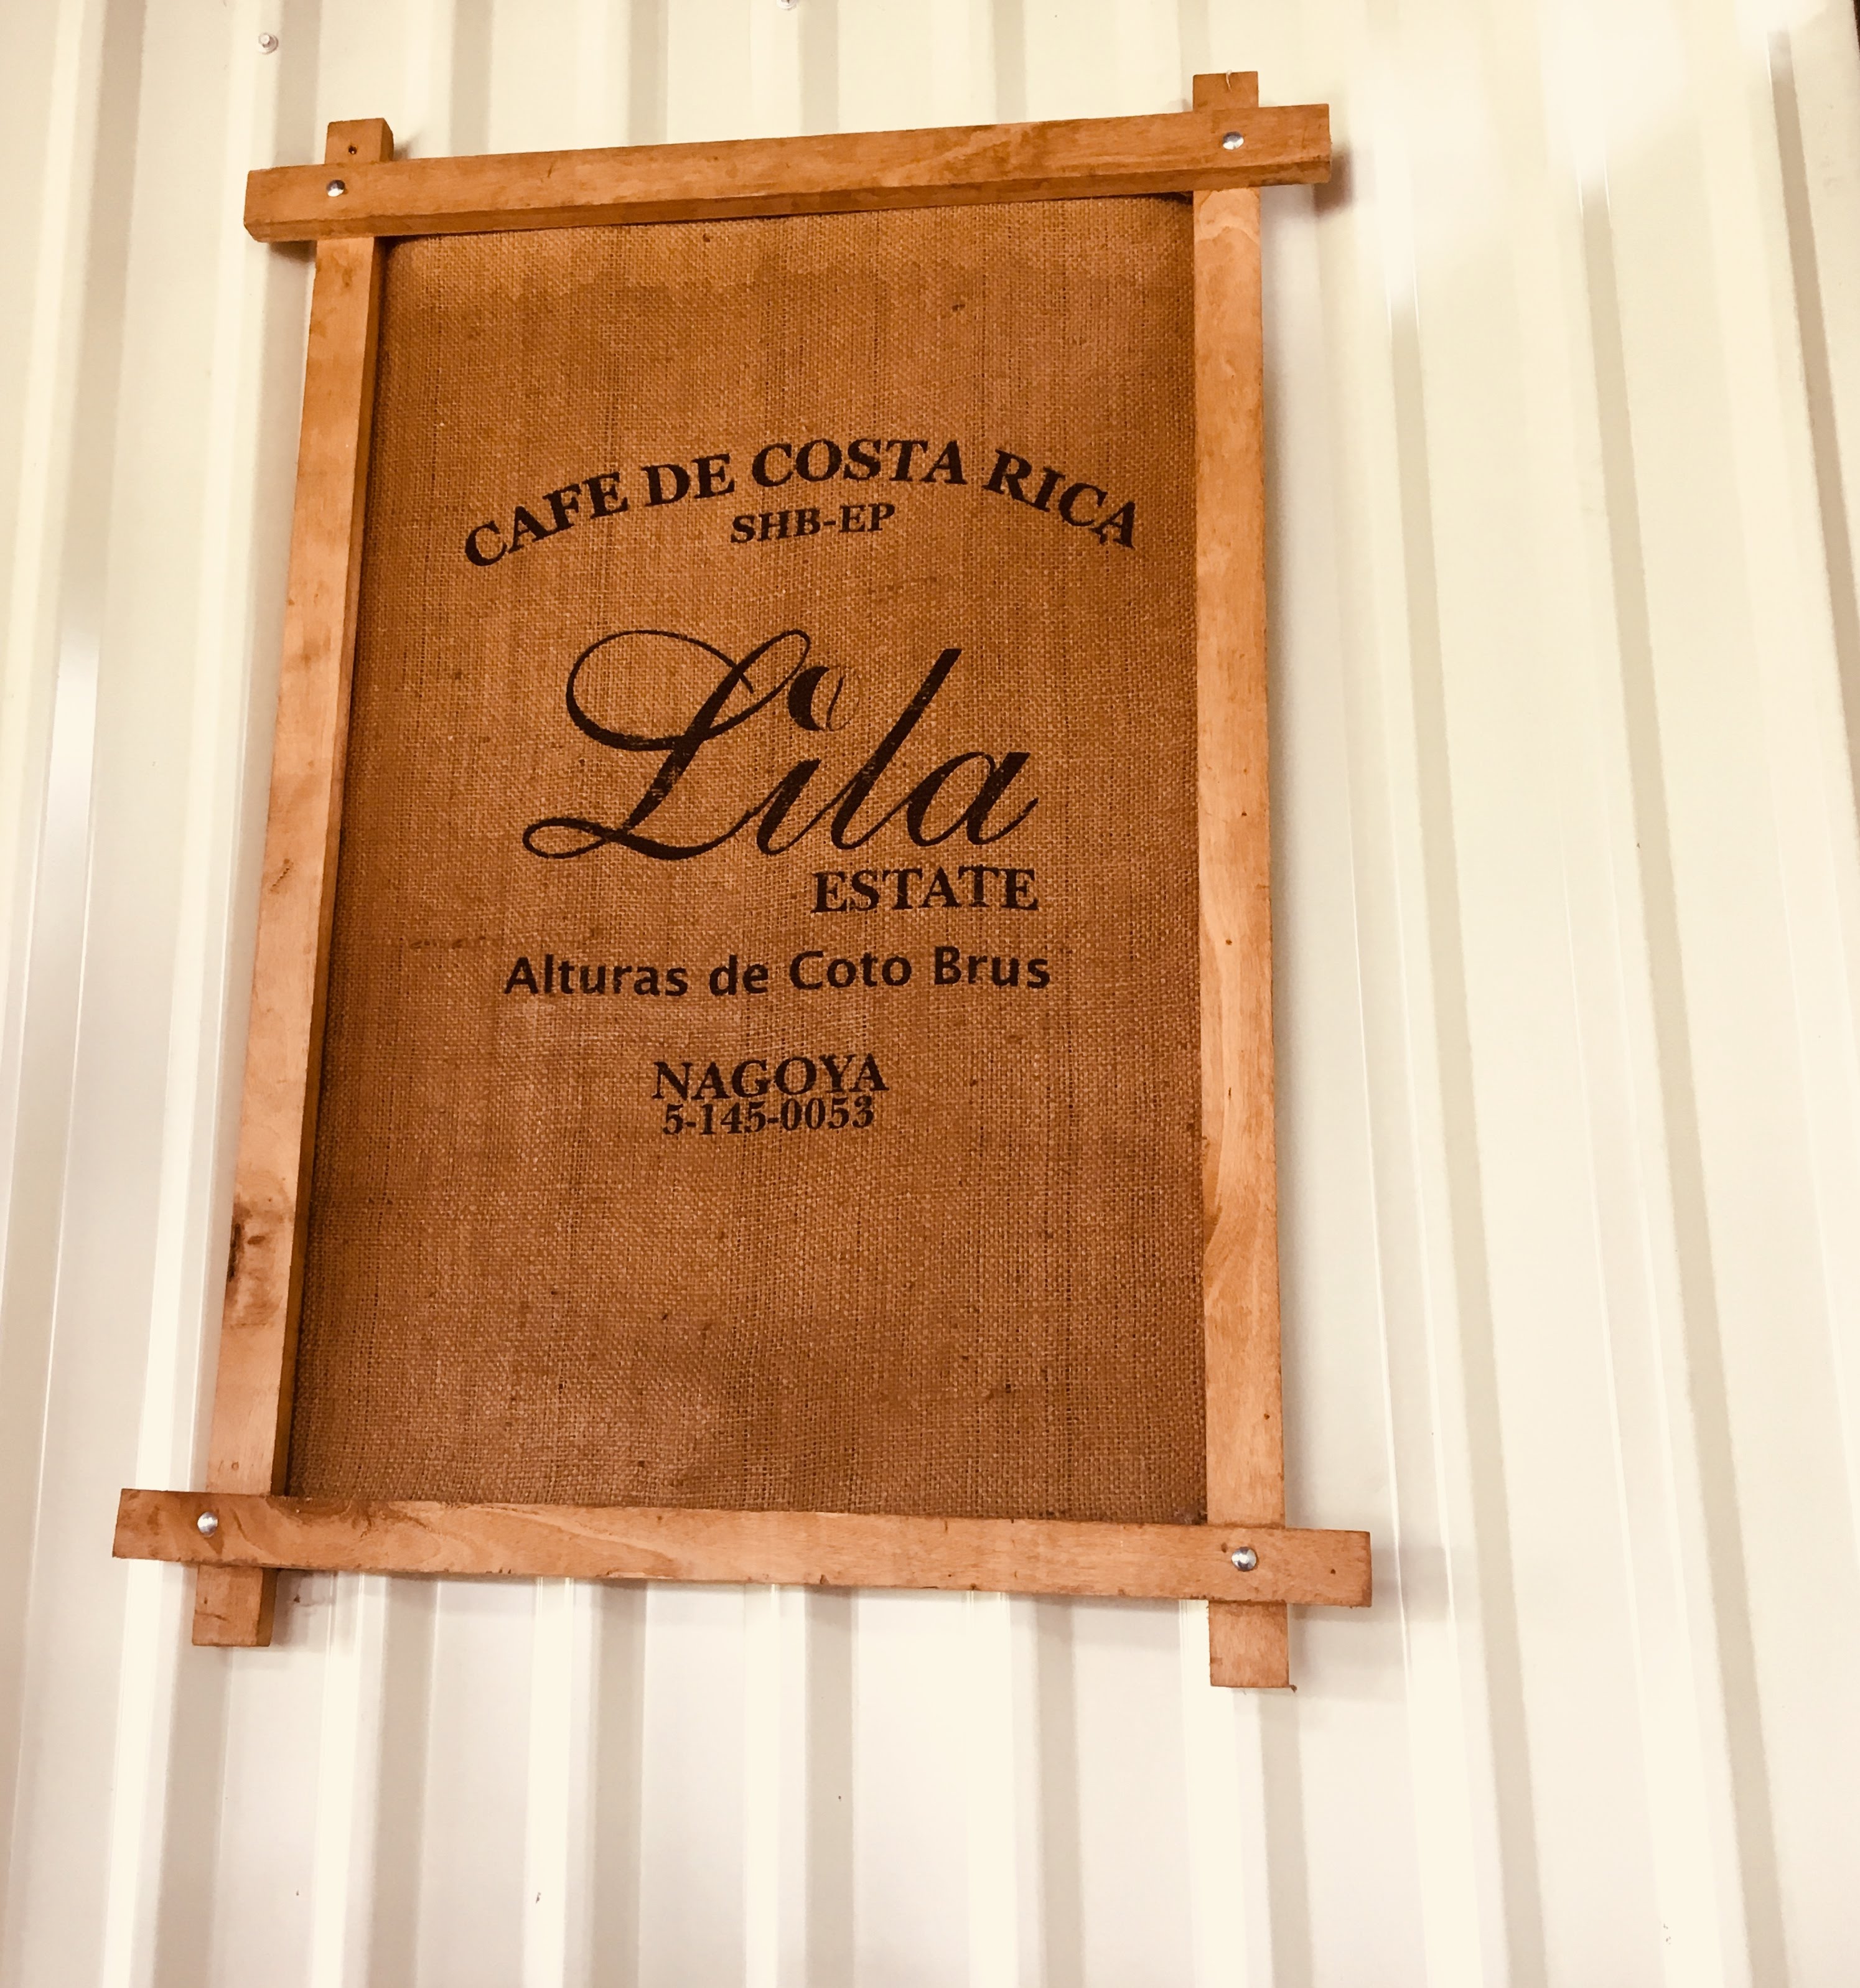 CAFE DE COSTA RICA
SHB-EP
Lila
ESTATE
Alturas de Coto Brus
NAGOYA
5-145-0053